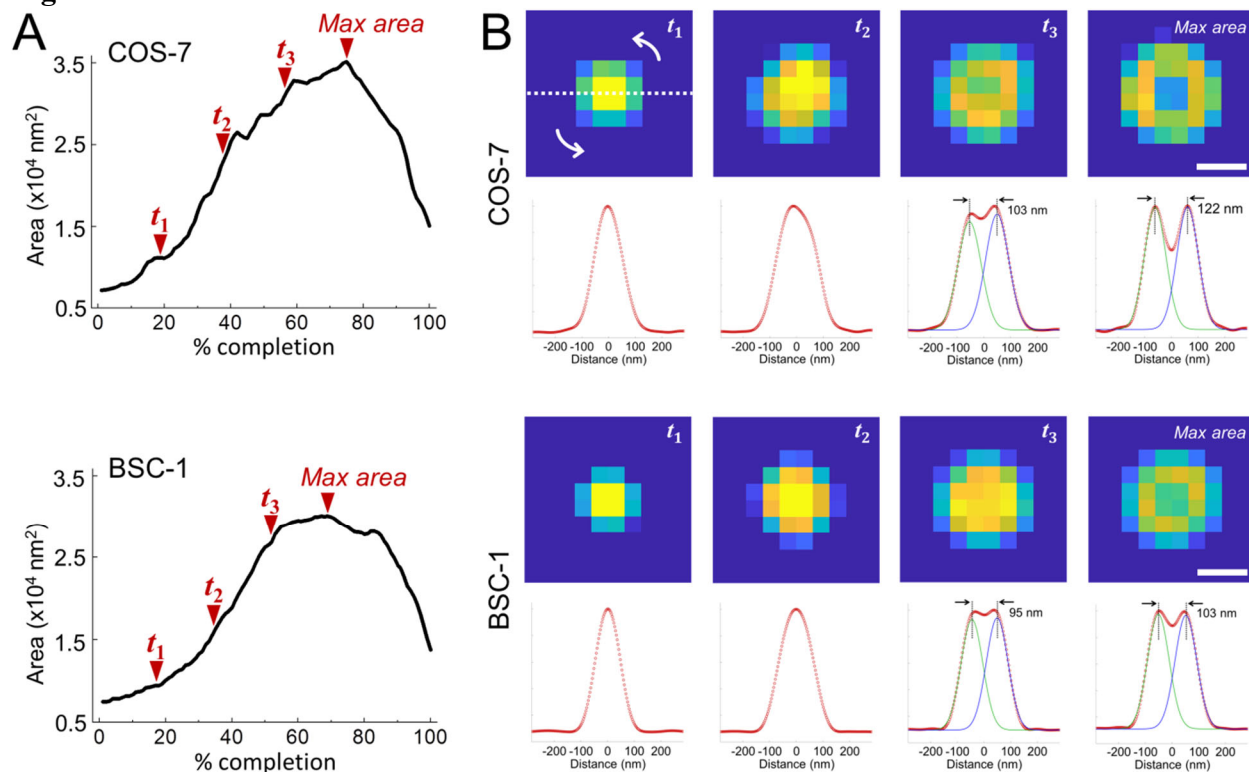 g
A
COS-7
Max area
t1
t2
t3
Area (x10⁴ nm²)
3.5
2.5
1.5
0.5
0 20 40 60 80 100
% completion
BSC-1
Max area
t1
t2
t3
Area (x10⁴ nm²)
3.5
2.5
1.5
0.5
0 20 40 60 80 100
% completion
B
COS-7
t1
t2
t3
Max area
103 nm
122 nm
-200 -100 0 100 200
Distance (nm)
-200 -100 0 100 200
Distance (nm)
-200 -100 0 100 200
Distance (nm)
-200 -100 0 100 200
Distance (nm)
BSC-1
t1
t2
t3
Max area
95 nm
103 nm
-200 -100 0 100 200
Distance (nm)
-200 -100 0 100 200
Distance (nm)
-200 -100 0 100 200
Distance (nm)
-200 -100 0 100 200
Distance (nm)